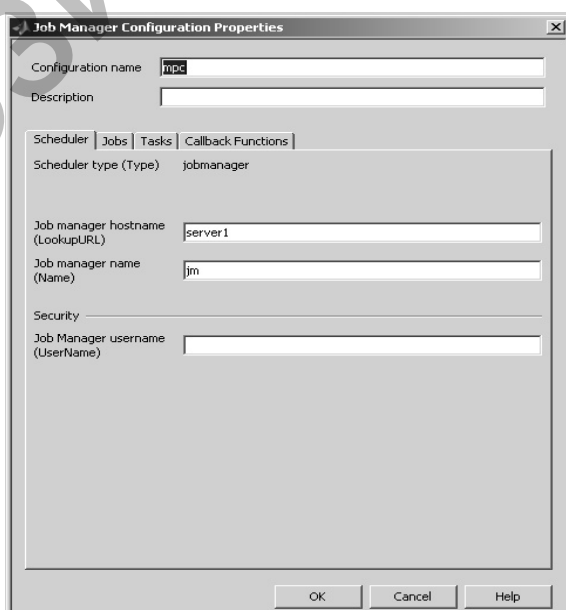 Job Manager Configuration Properties
Configuration name mpc
Description
Scheduler Jobs Tasks Callback Functions
Scheduler type (Type) jobmanager
Job manager hostname
(LookupURL)
server1
Job manager name
(Name)
jm
Security
Job Manager username
(UserName)
OK Cancel Help